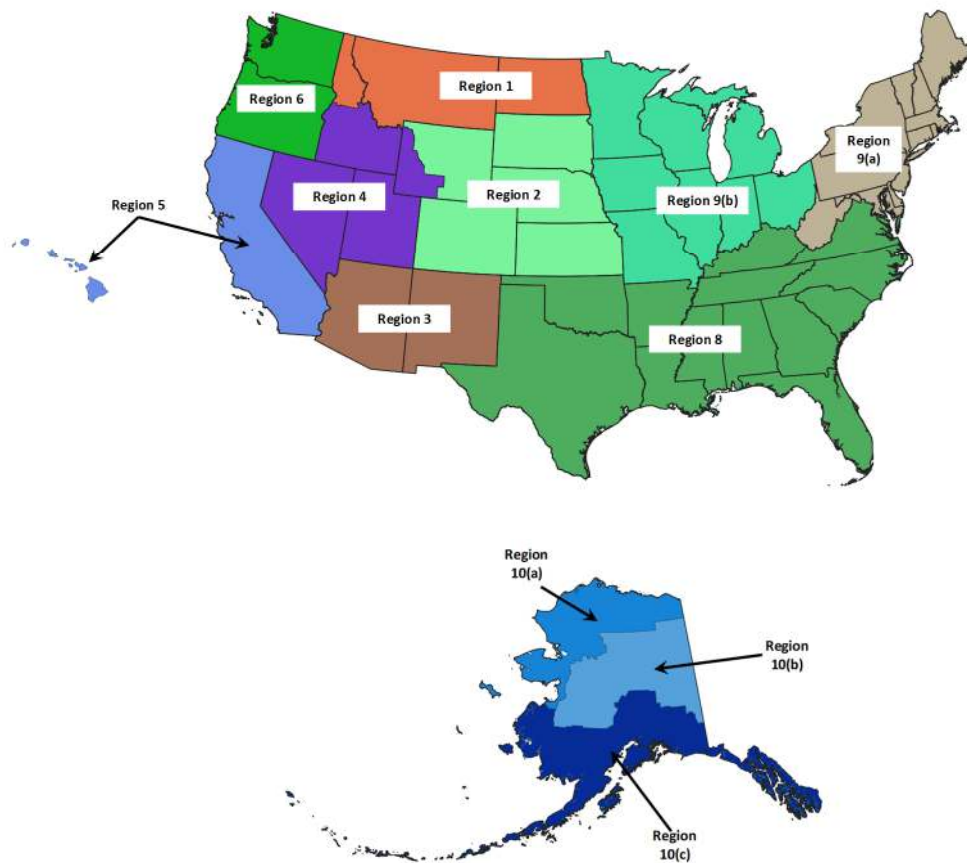 Region 1
Region 6
Region
9(a)
Region 2
Region 4
Region 9(b)
Region 5
Region 3
Region 8
Region
10(a)
Region
10(b)
Region
10(c)